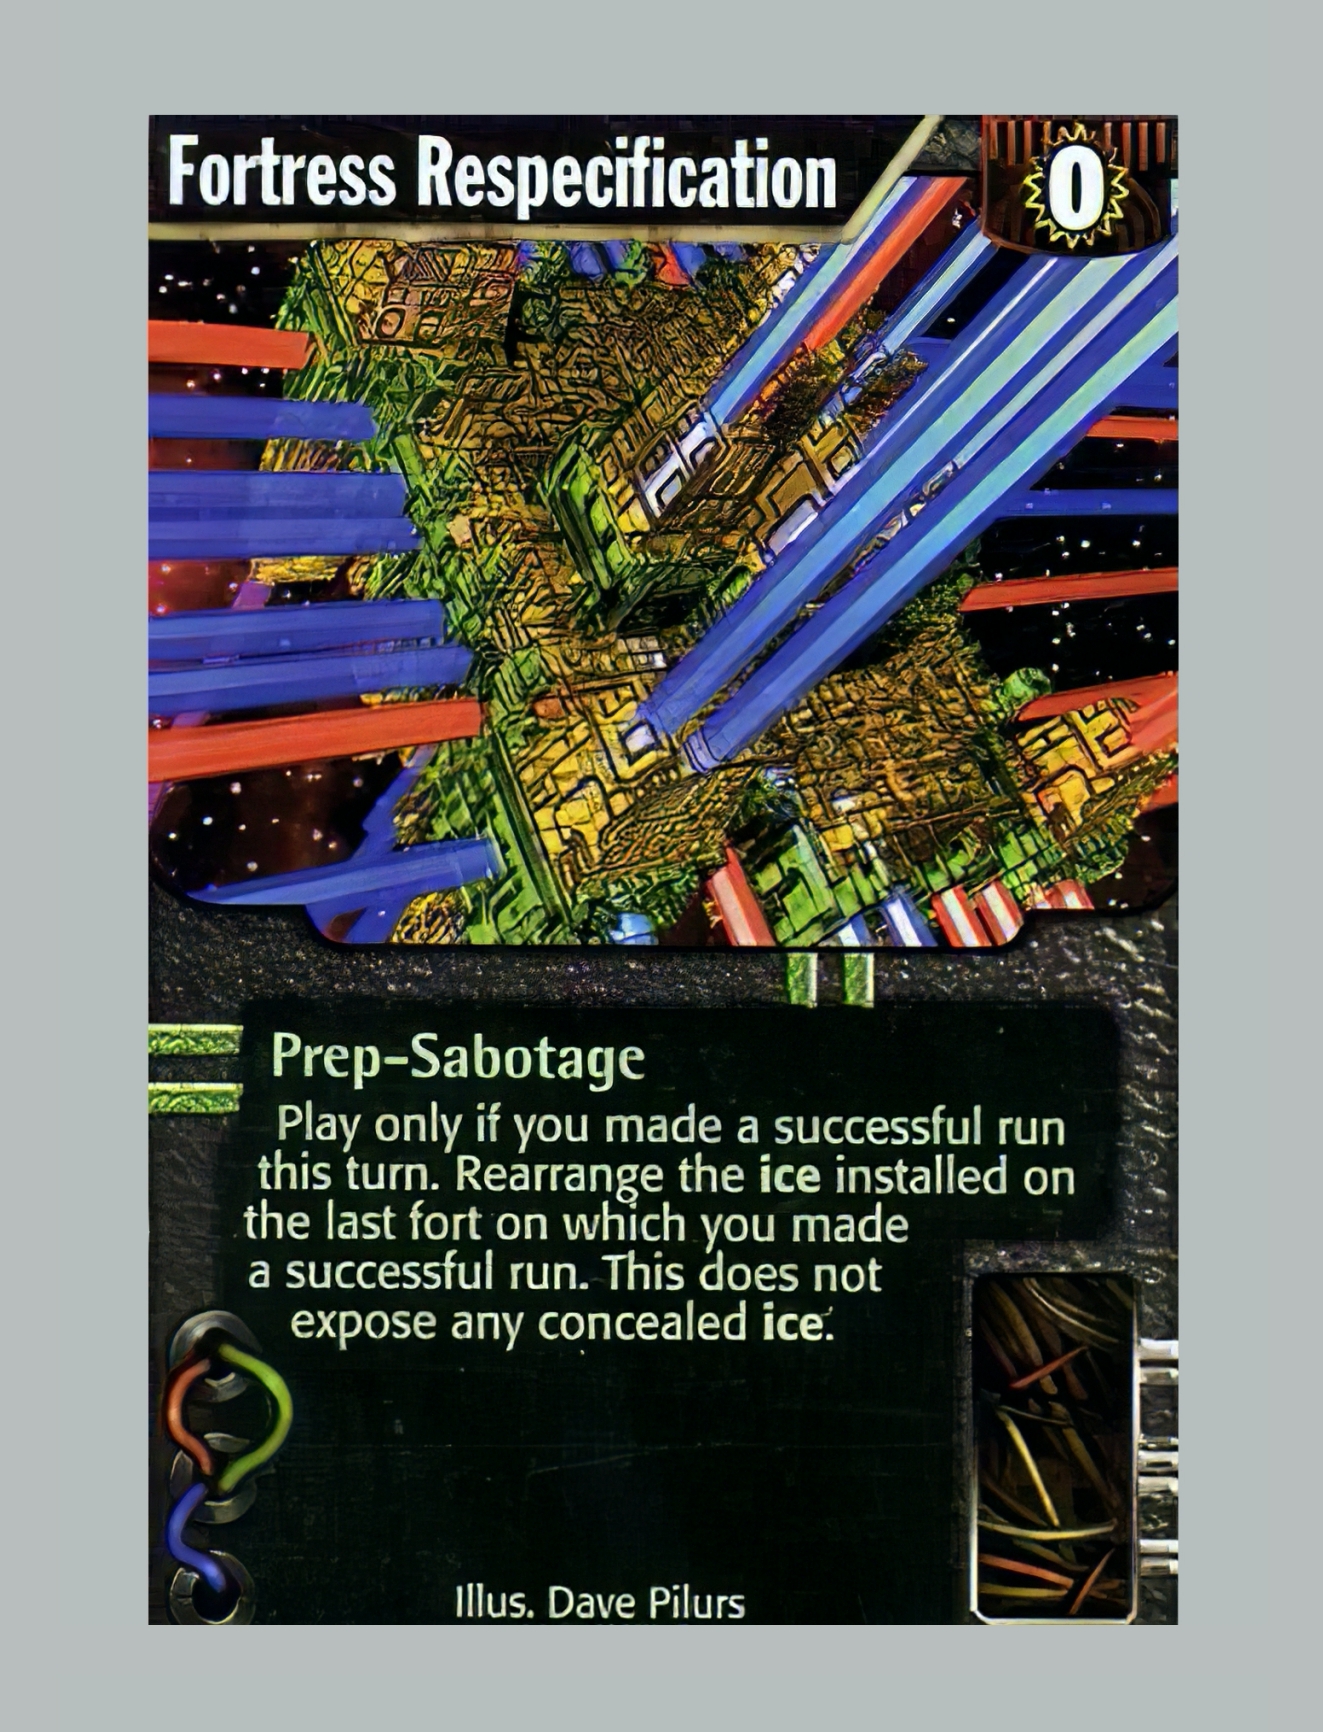 Fortress Respecification
0
Prep-Sabotage
Play only if you made a successful run
this turn. Rearrange the ice installed on
the last fort on which you made
a successful run. This does not
expose any concealed ice.
Illus. Dave Pilurs